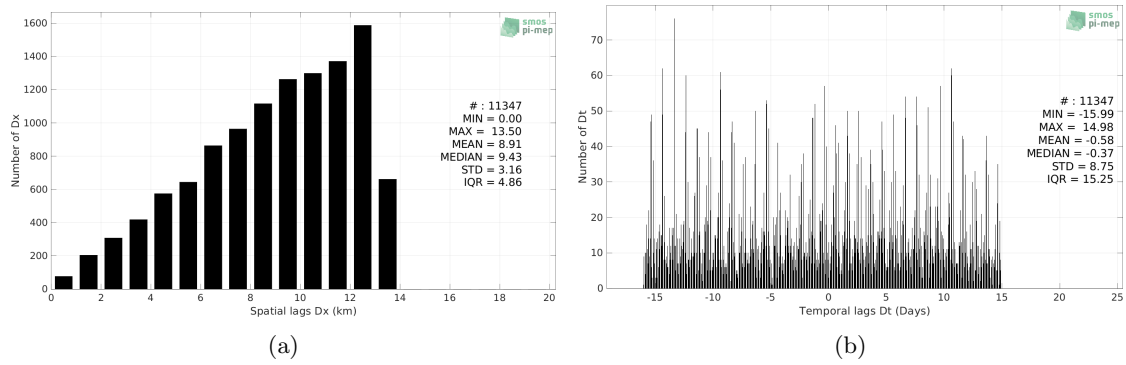 1600
1400
1200
1000
800
600
400
200
0
Number of Dx
smos
pi-mep
# : 11347
MIN = 0.00
MAX = 13.50
MEAN = 8.91
MEDIAN = 9.43
STD = 3.16
IQR = 4.86
0 2 4 6 8 10 12 14 16 18 20
Spatial lags Dx (km)
(a)
70
60
50
40
30
20
10
0
Number of Dt
smos
pi-mep
# : 11347
MIN = -15.99
MAX = 14.98
MEAN = -0.58
MEDIAN = -0.37
STD = 8.75
IQR = 15.25
-15 -10 -5 0 5 10 15 20 25
Temporal lags Dt (Days)
(b)